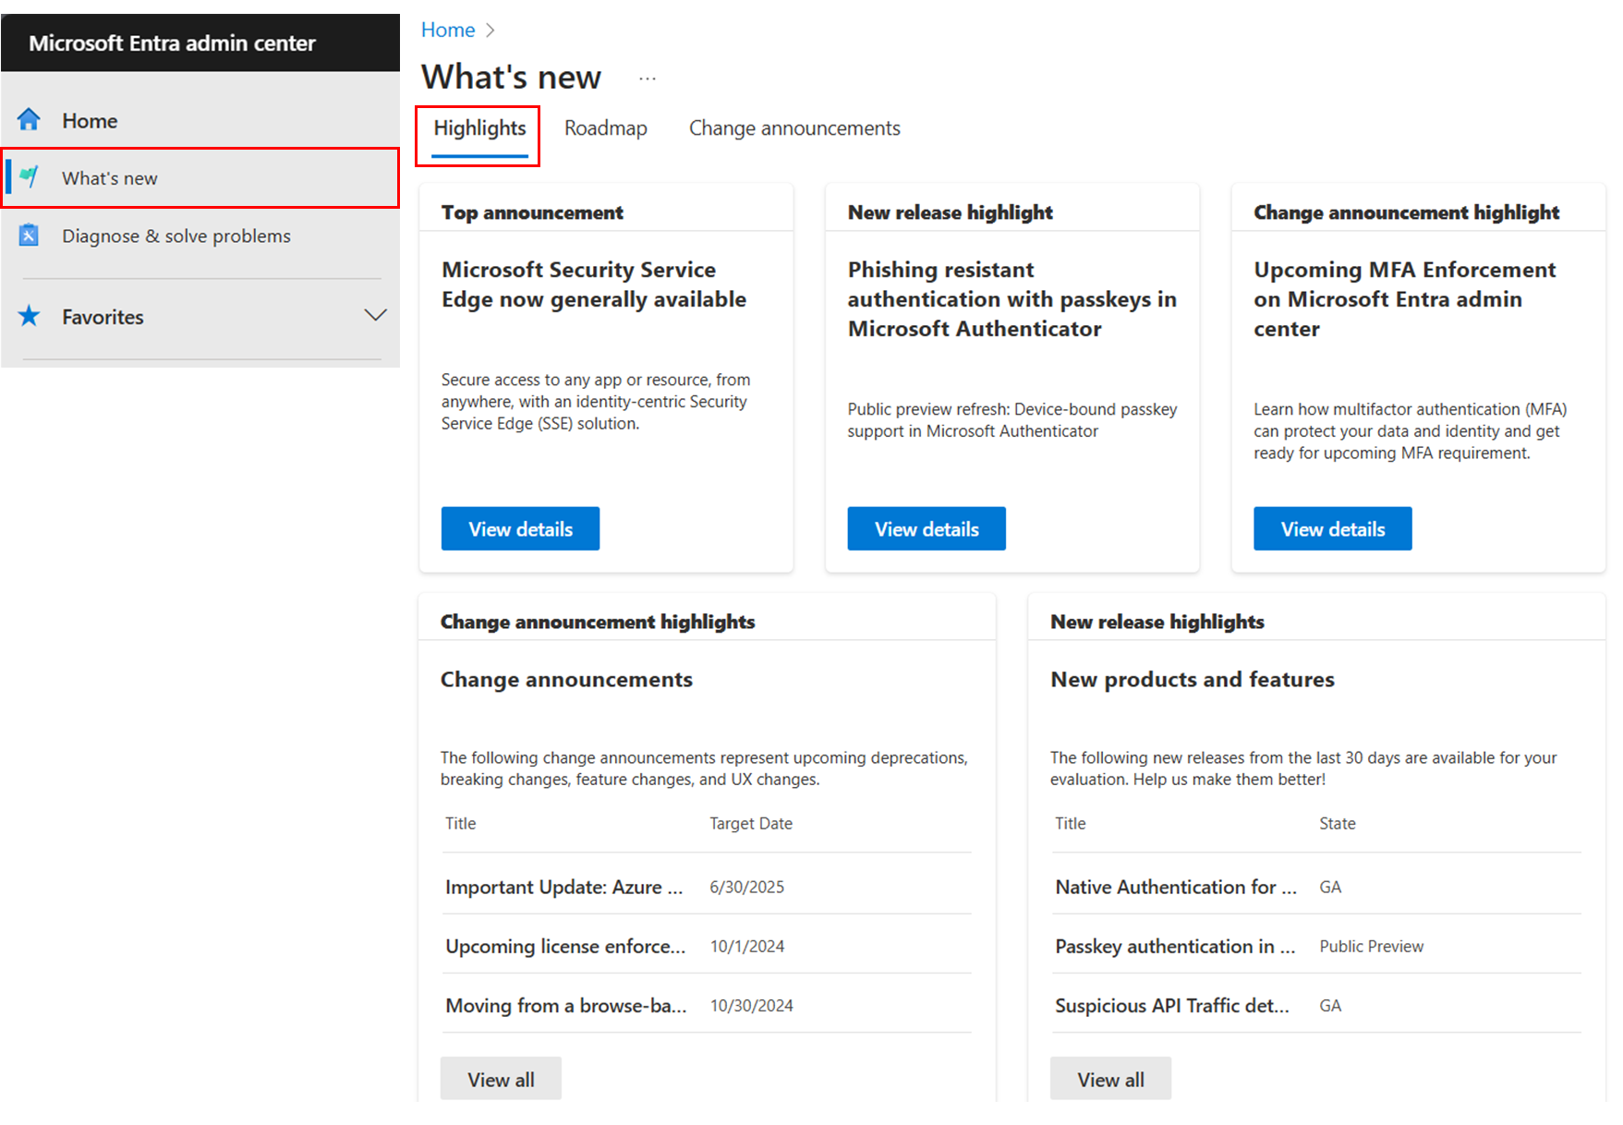 Microsoft Entra admin center
Home
What's new
Diagnose & solve problems
Favorites
Home >
What's new ...
Highlights
Roadmap
Change announcements
Top announcement
Microsoft Security Service
Edge now generally available
Secure access to any app or resource, from
anywhere, with an identity-centric Security
Service Edge (SSE) solution.
View details
New release highlight
Phishing resistant
authentication with passkeys in
Microsoft Authenticator
Public preview refresh: Device-bound passkey
support in Microsoft Authenticator
View details
Change announcement highlight
Upcoming MFA Enforcement
on Microsoft Entra admin
center
Learn how multifactor authentication (MFA)
can protect your data and identity and get
ready for upcoming MFA requirement.
View details
Change announcement highlights
Change announcements
The following change announcements represent upcoming deprecations,
breaking changes, feature changes, and UX changes.
Title Target Date
Important Update: Azure ... 6/30/2025
Upcoming license enforce... 10/1/2024
Moving from a browse-ba... 10/30/2024
View all
New release highlights
New products and features
The following new releases from the last 30 days are available for your
evaluation. Help us make them better!
Title State
Native Authentication for ... GA
Passkey authentication in ... Public Preview
Suspicious API Traffic det... GA
View all